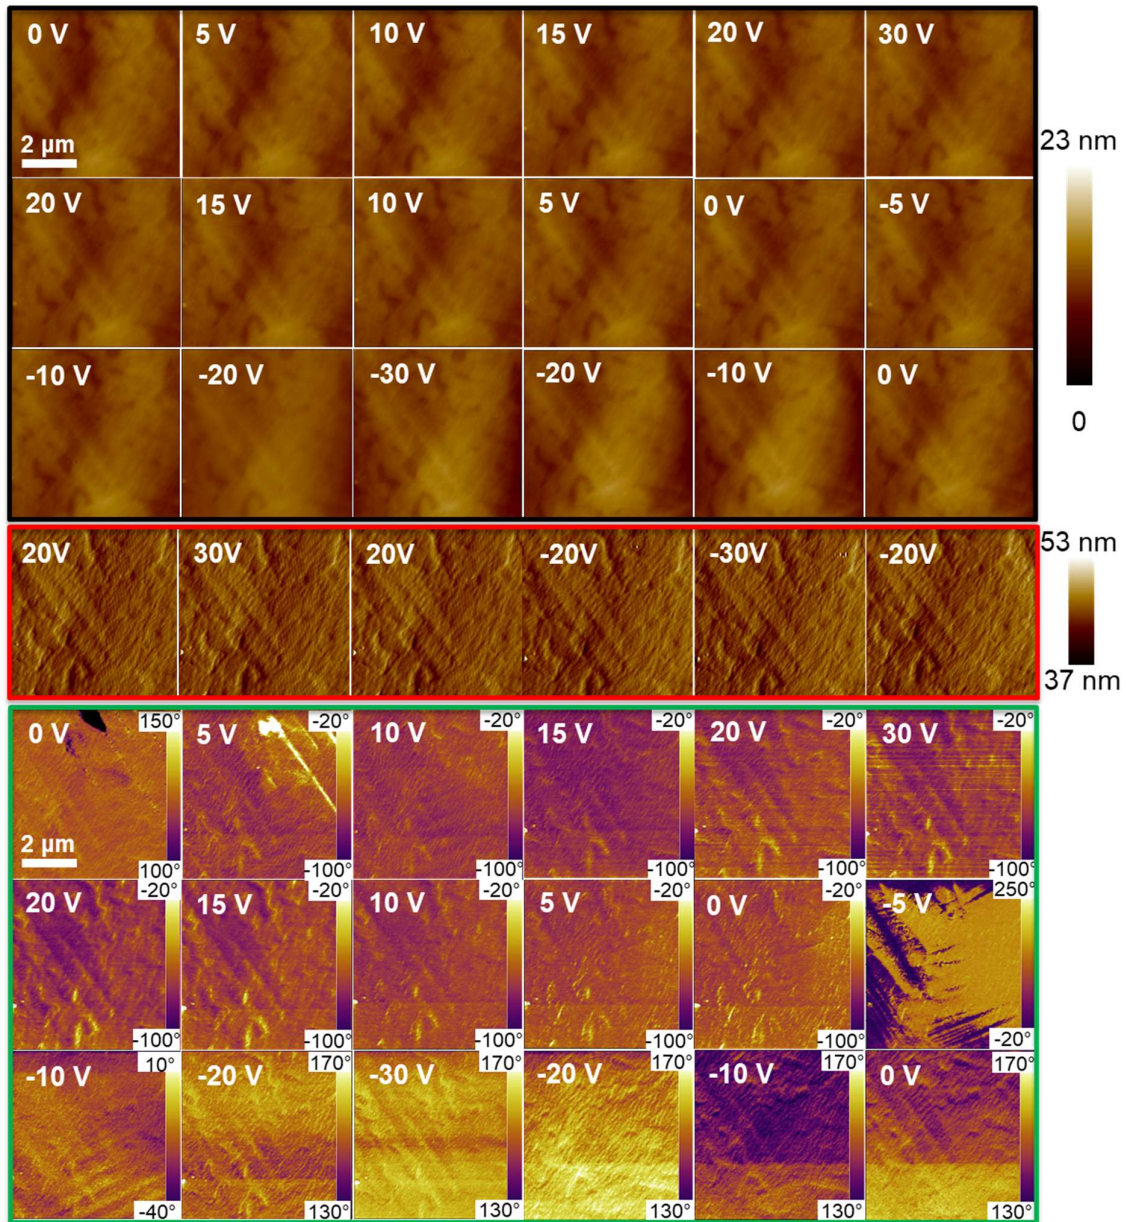 0 V 5 V 10 V 15 V 20 V 30 V
2 µm
23 nm
20 V 15 V 10 V 5 V 0 V -5 V
-10 V -20 V -30 V -20 V -10 V 0 V
0
20V 30V 20V -20V -30V -20V
53 nm
37 nm
0 V 150° 5 V -20° 10 V -20° 15 V -20° 20 V -20° 30 V -20°
2 µm
100° -100° -100° -100° -100° -100°
20 V -20° 15 V -20° 10 V -20° 5 V -20° 0 V -20° -5 V 250°
-100° -100° -100° -100° -100° -20°
-10 V 10° -20 V 170° -30 V 170° -20 V 170° -10 V 170° 0 V 170°
-40° 130° 130° 130° 130° 130°